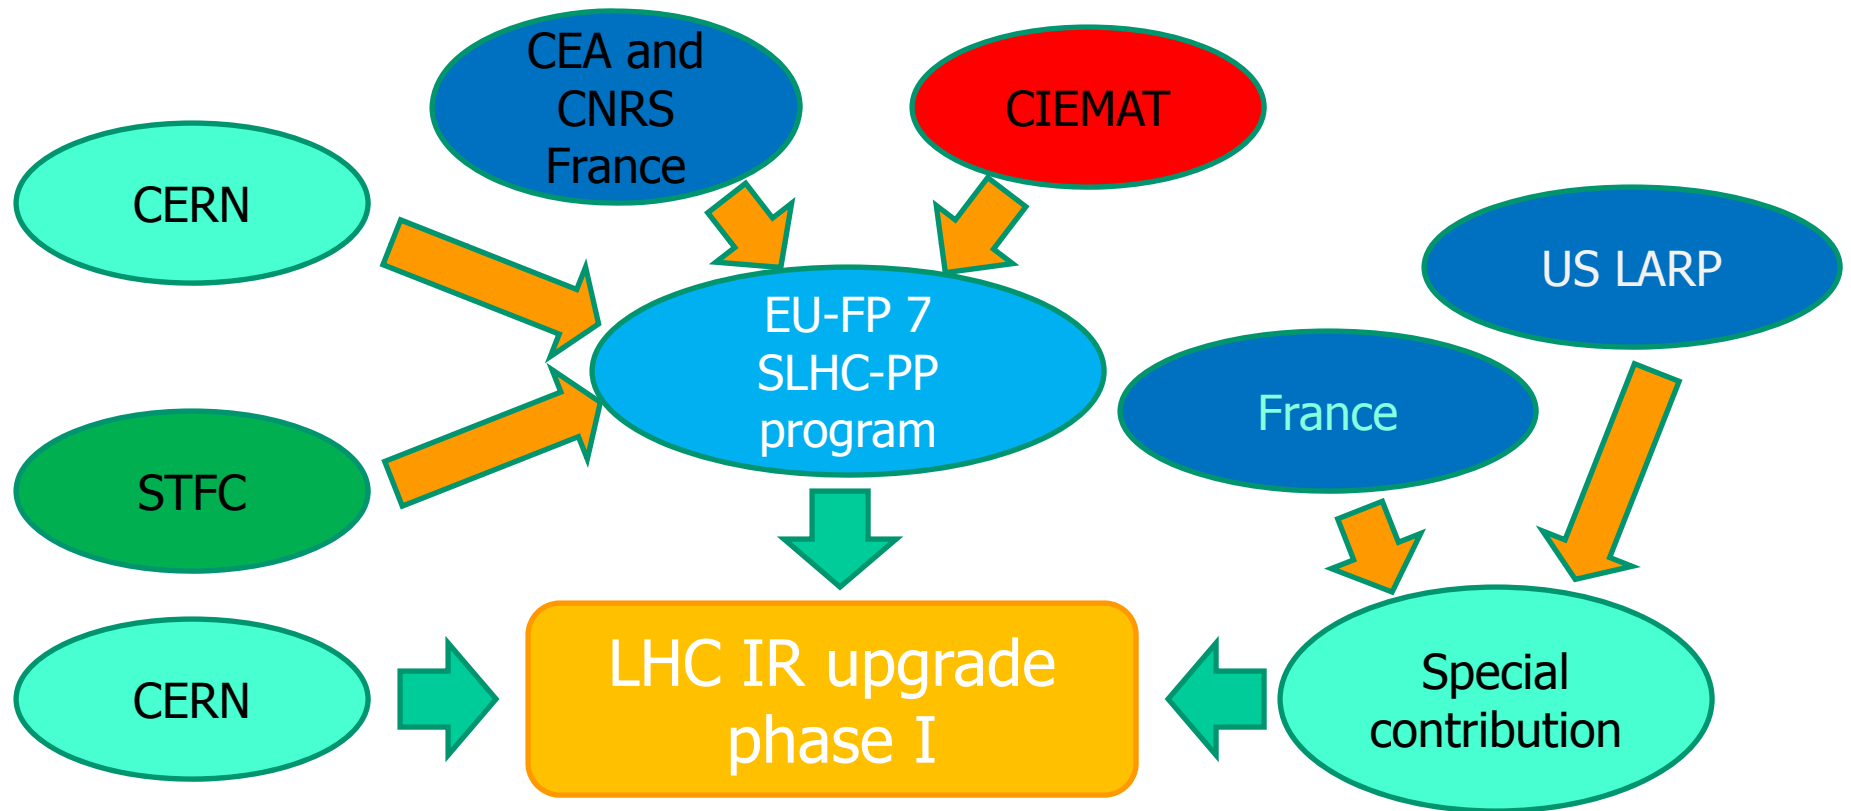 CEA and
CNRS
France
CIEMAT
CERN
US LARP
EU-FP 7
SLHC-PP
program
France
STFC
LHC IR upgrade
phase I
CERN
Special
contribution